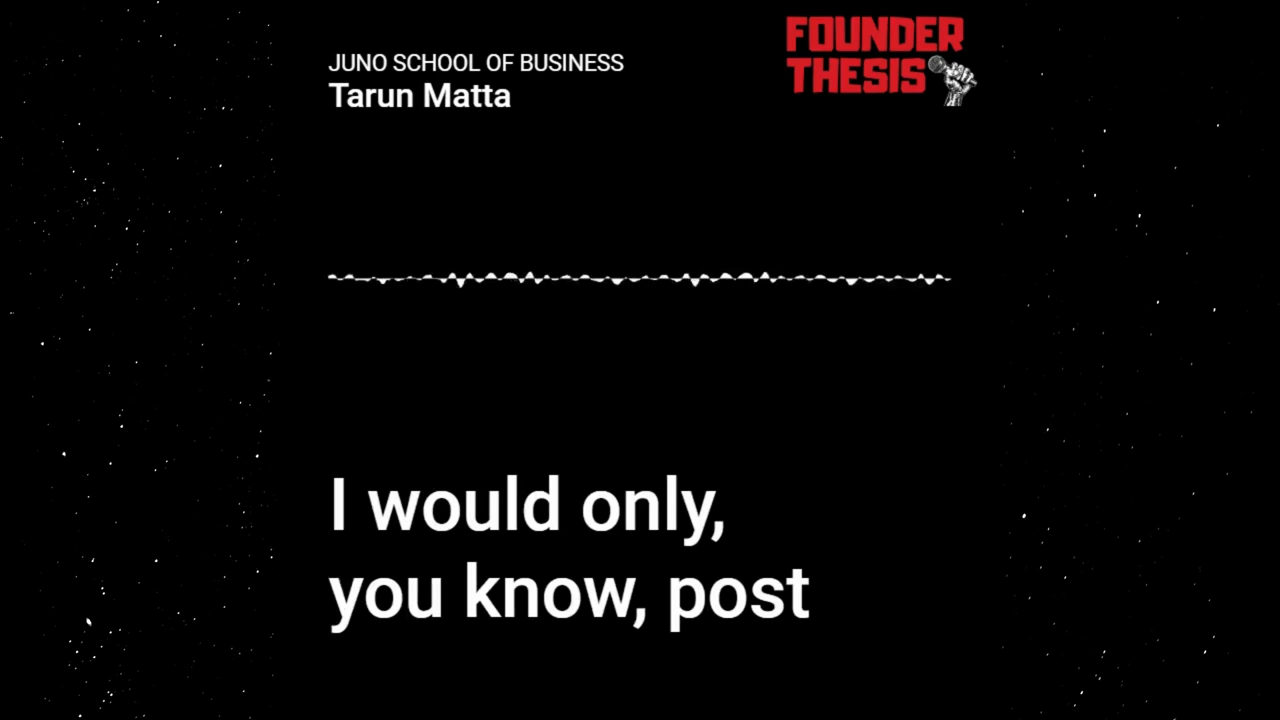 JUNO SCHOOL OF BUSINESS
Tarun Matta
FOUNDER
THESIS
I would only,
you know, post